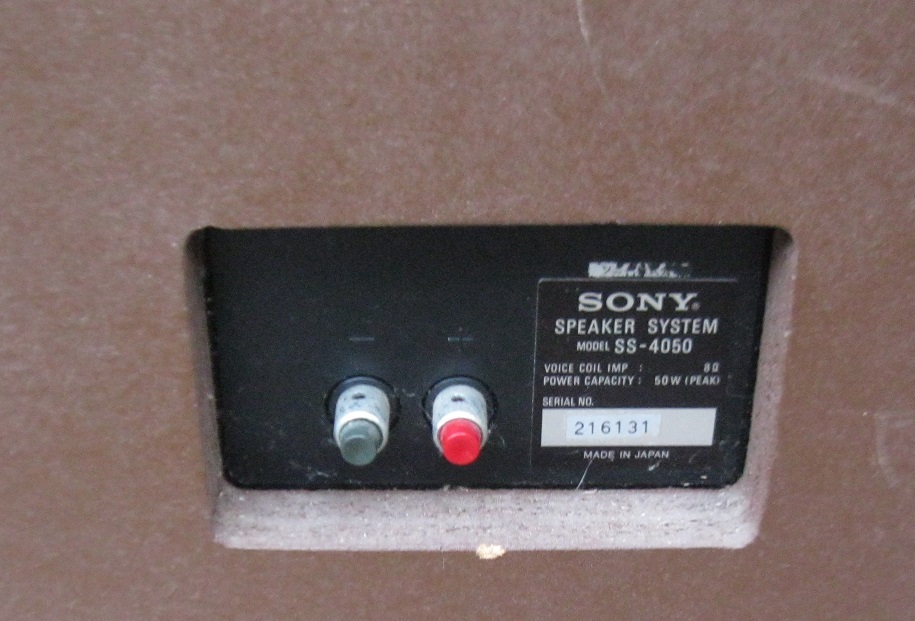 − +
SONY®
SPEAKER SYSTEM
MODEL SS-4050
VOICE COIL IMP : 8Ω
POWER CAPACITY : 50W (PEAK)
SERIAL NO.
216131
MADE IN JAPAN